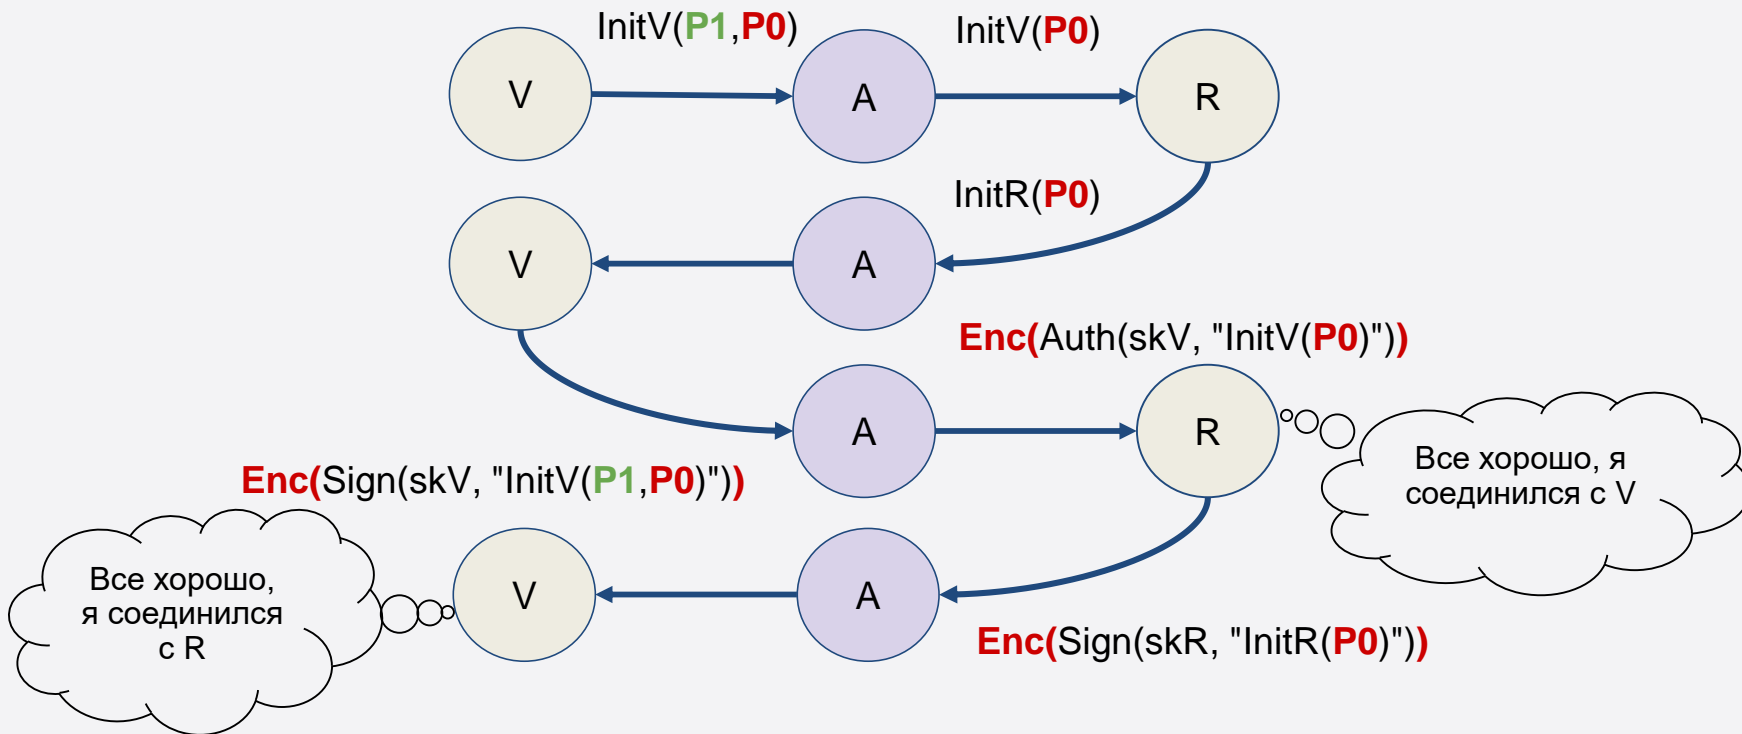 InitV(P1,P0)
InitV(P0)
V
A
R
InitR(P0)
V
A
Enc(Auth(skV, "InitV(P0)"))
A
R
Все хорошо, я
соединился с V
Enc(Sign(skV, "InitV(P1,P0)"))
Все хорошо,
я соединился
с R
V
A
Enc(Sign(skR, "InitR(P0)"))